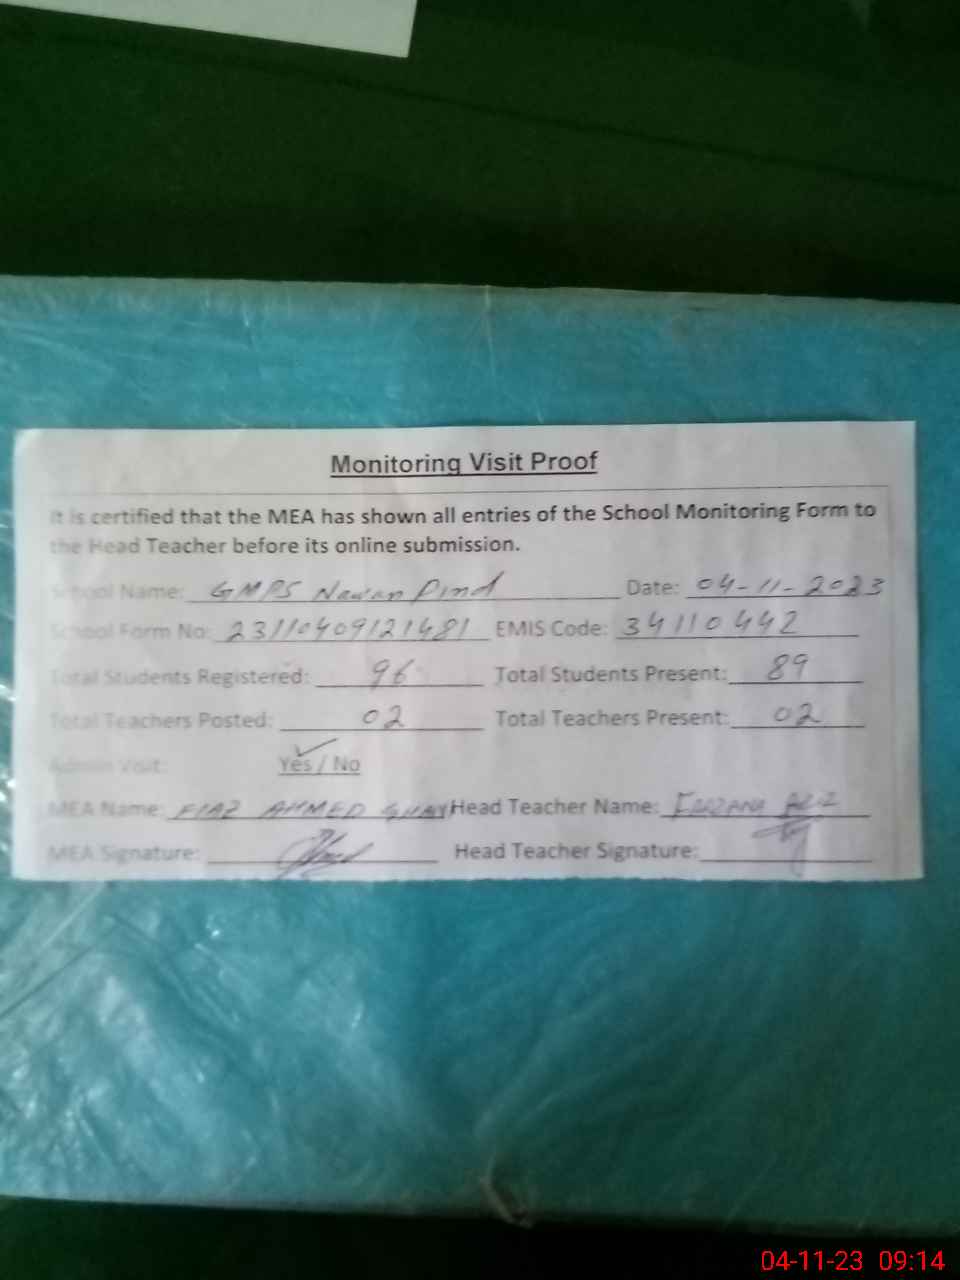 Monitoring Visit Proof
It is certified that the MEA has shown all entries of the School Monitoring Form to
the Head Teacher before its online submission.
School Name: GMPS Nawan Pind Date: 04-11-2023
School Form No: 23110409121481 EMIS Code: 34110442
Total Students Registered: 96 Total Students Present: 89
Total Teachers Posted: 02 Total Teachers Present: 02
Admin Visit: Yes / No
MEA Name: FIAZ AHMED Head Teacher Name: FARZANA
MEA Signature: Head Teacher Signature:
04-11-23 09:14